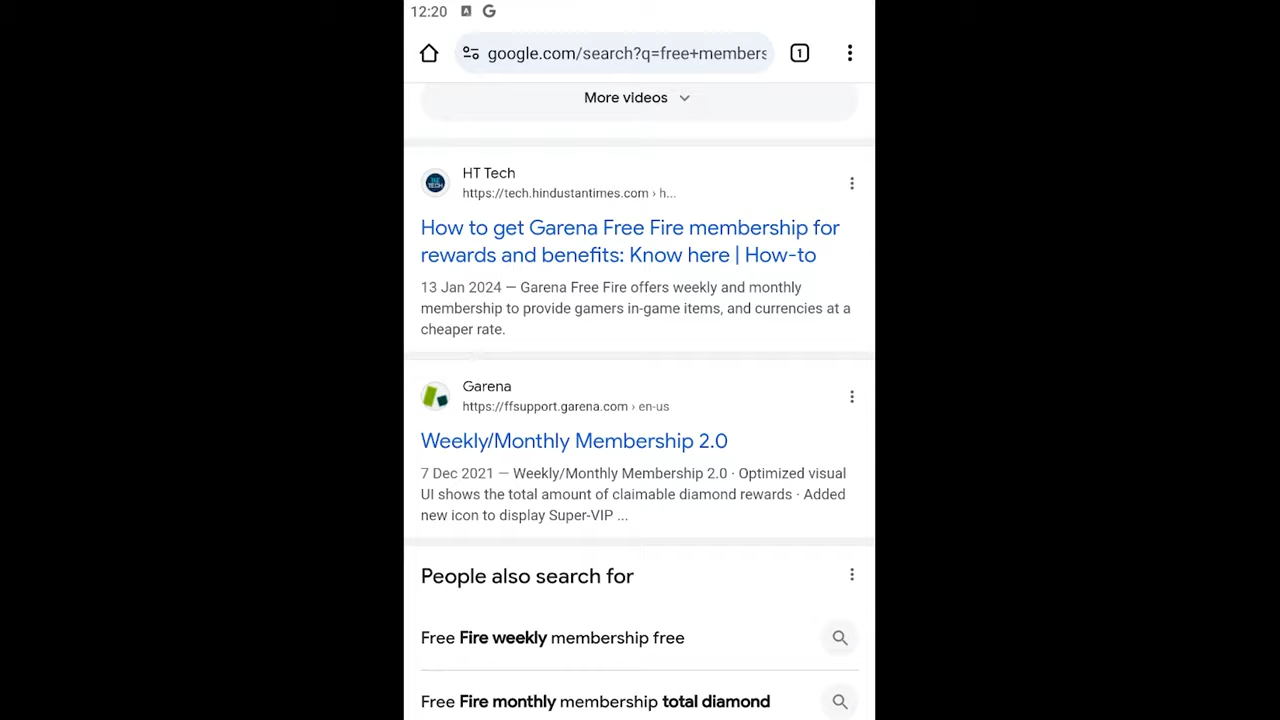 12:20
google.com/search?q=free+members
1
More videos
HT Tech
https://tech.hindustantimes.com › h...
How to get Garena Free Fire membership for
rewards and benefits: Know here | How-to
13 Jan 2024 — Garena Free Fire offers weekly and monthly
membership to provide gamers in-game items, and currencies at a
cheaper rate.
Garena
https://ffsupport.garena.com › en-us
Weekly/Monthly Membership 2.0
7 Dec 2021 — Weekly/Monthly Membership 2.0 · Optimized visual
UI shows the total amount of claimable diamond rewards · Added
new icon to display Super-VIP ...
People also search for
Free Fire weekly membership free
Free Fire monthly membership total diamond